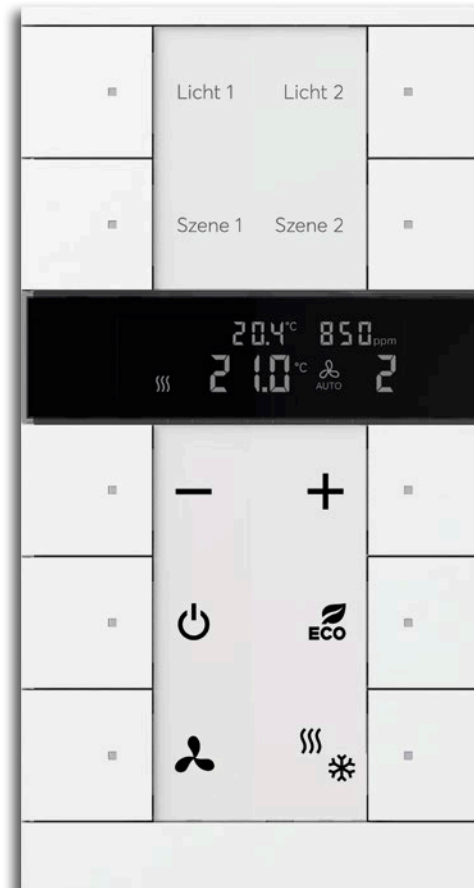 Licht 1 Licht 2
Szene 1 Szene 2
20.4°C 850ppm
21.0°C AUTO 2
− +
ECO